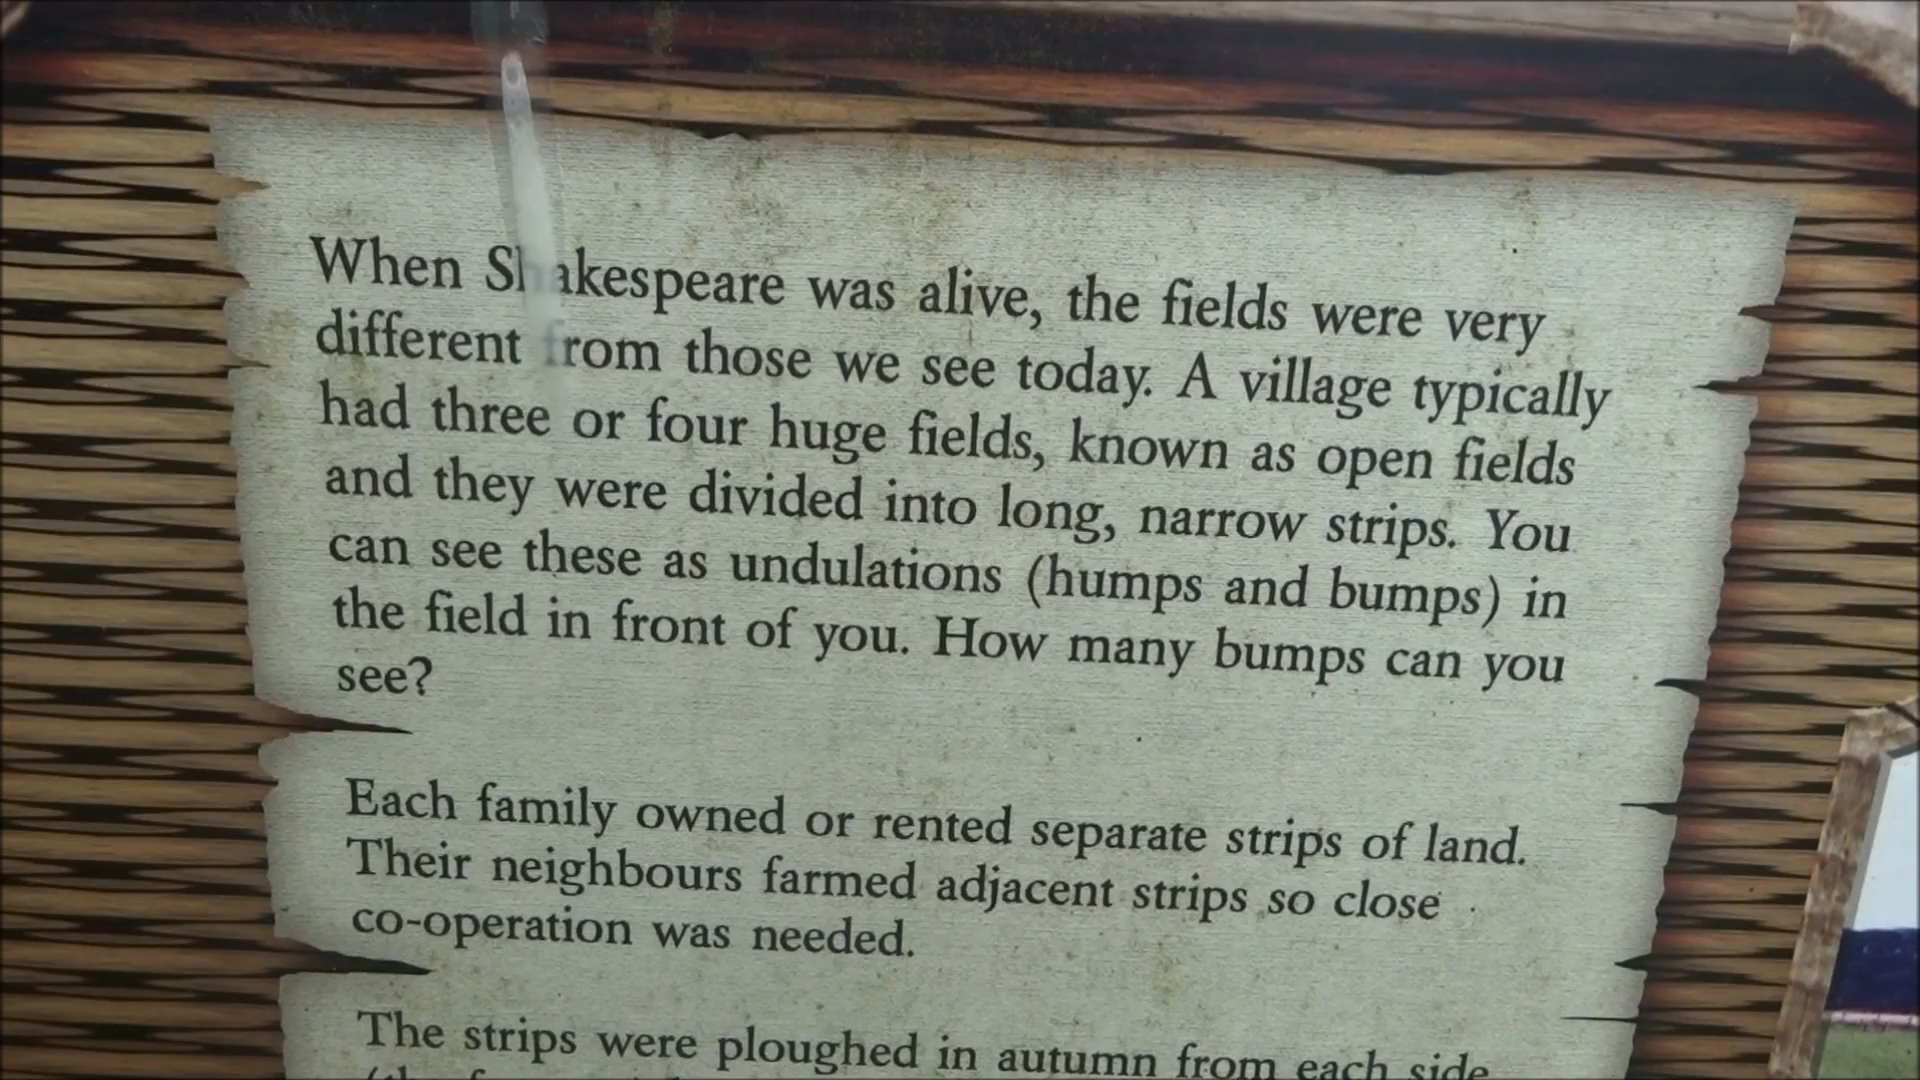 When Shakespeare was alive, the fields were very
different from those we see today. A village typically
had three or four huge fields, known as open fields
and they were divided into long, narrow strips. You
can see these as undulations (humps and bumps) in
the field in front of you. How many bumps can you
see?
Each family owned or rented separate strips of land.
Their neighbours farmed adjacent strips so close
co-operation was needed.
The strips were ploughed in autumn from each side